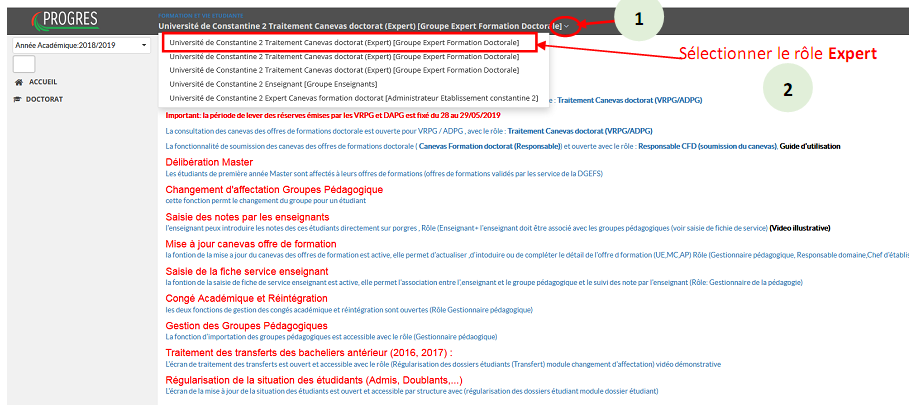 PROGRES
FORMATION ET VIE ETUDIANTE
Université de Constantine 2 Traitement Canevas doctorat (Expert) [Groupe Expert Formation Doctorale]
1
Année Académique:2018/2019
ACCUEIL
DOCTORAT
Université de Constantine 2 Traitement Canevas doctorat (Expert) [Groupe Expert Formation Doctorale]
Université de Constantine 2 Traitement Canevas doctorat (Expert) [Groupe Expert Formation Doctorale]
Université de Constantine 2 Traitement Canevas doctorat (Expert) [Groupe Expert Formation Doctorale]
Université de Constantine 2 Enseignant [Groupe Enseignants]
Université de Constantine 2 Expert Canevas formation doctorat [Administrateur Etablissement constantine 2]
Sélectionner le rôle Expert
2
e : Traitement Canevas doctorat (VRPG/ADPG)
Important: la période de lever des réserves émises par les VRPG et DAPG est fixé du 28 au 29/05/2019
La consultation des canevas des offres de formations doctorale est ouverte pour VRPG / ADPG , avec le rôle : Traitement Canevas doctorat (VRPG/ADPG)
La fonctionnalité de soumission des canevas des offres de formations doctorale ( Canevas Formation doctorat (Responsable)) et ouverte avec le rôle : Responsable CFD (soumission du canevas), Guide d'utilisation
Délibération Master
Les étudiants de première année Master sont affectés à leurs offres de formations (offres de formations validés par les service de la DGEFS)
Changement d'affectation Groupes Pédagogique
cette fonction permt le changement du groupe pour un étudiant
Saisie des notes par les enseignants
l'enseignant peux introduire les notes des ces étudiants directement sur porgres , Rôle (Enseignant+ l'enseignant doit être associé avec les groupes pédagogiques (voir saisie de fichie de service) (Video illustrative)
Mise à jour canevas offre de formation
la fontion de la mise a jour du canevas des offres de formation est active, elle permet d'actualiser ,d'intoduire ou de compléter le détail de l'offre d formation (UE,MC,AP) Rôle (Gestionnaire pédagogique, Responsable domaine,Chef d'établis
Saisie de la fiche service enseignant
la fontion de la saisie de fiche de service enseignant est active, elle permet l'association entre l'enseignant et le groupe pédagogique et le suivi des note par l'enseignant (Rôle: Gestionnaire de la pédagogie)
Congé Académique et Réintégration
les deux fonctions de gestion des congés académique et réintégration sont ouvertes (Rôle Gestionnaire pédagogique)
Gestion des Groupes Pédagogiques
La fonction d'importation des groupes pédagogiques est accessible avec le rôle (Gestionnaire pédagogique)
Traitement des transferts des bacheliers antérieur (2016, 2017) :
L'écran de traitement des transferts est ouvert et accessible avec le rôle (Régularisation des dossiers étudiants (Transfert) module changement d'affectation) vidéo démonstrative
Régularisation de la situation des étudidants (Admis, Doublants,...)
L'écran de la mise à jour de la situation des étudiants est ouvert et accessible par structure avec (régularisation des dossiers étudiant module dossier étudiant)